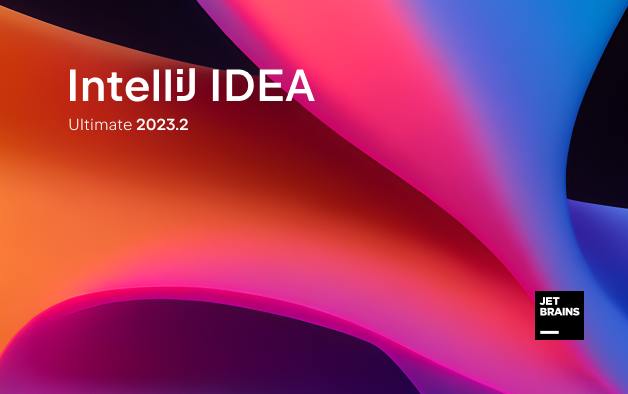 IntelliJ IDEA
Ultimate 2023.2
JET
BRAINS